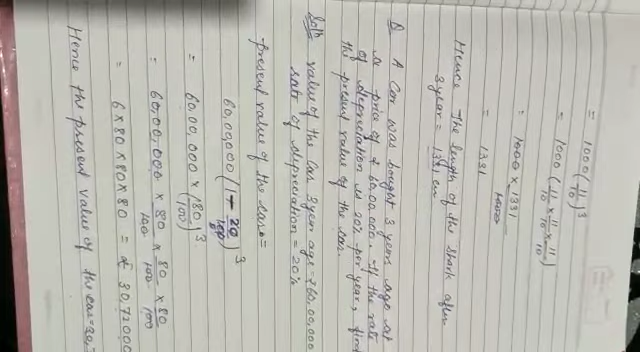 = 1000 (11/10)³
= 1000 (11/10 × 11/10 × 11/10)
= 1000 × 1331/1000
= 1331
Hence the length of the shark after
3 year = 1331 cm
Q A Car was bought 3 years ago at
a price of ₹ 60,00,000. If the rate
of depreciation is 20% per year, find
the present value of the car.
Soln value of the Car 3 year ago = ₹60,00,000
rate of depreciation = 20%
present value of the car =
60,00,000 (1 - 20/100)³
= 60,00,000 × (80/100)³
= 60,00,000 × 80/100 × 80/100 × 80/100
= 6 × 80 × 80 × 80 = ₹ 30,72000
Hence the present value of the car =